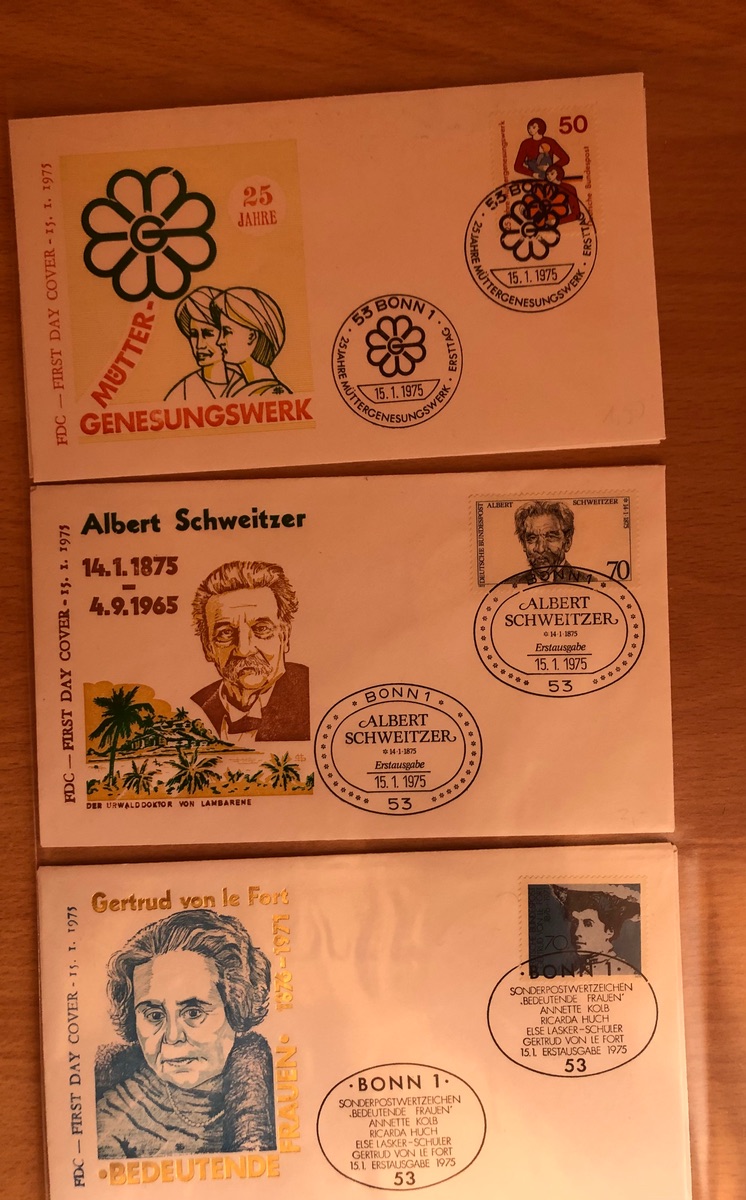 FDC — FIRST DAY COVER - 15. 1. 1975
25
JAHRE
G
MÜTTER-
GENESUNGSWERK
50
Deutsche Bundespost
53 BONN 1
25 JAHRE MÜTTERGENESUNGSWERK · ERSTTAG
15.1.1975
· 53 BONN 1 ·
25 JAHRE MÜTTERGENESUNGSWERK · ERSTTAG
G
15.1.1975
FDC — FIRST DAY COVER - 15. 1. 1975
Albert Schweitzer
14.1.1875
–
4.9.1965
DER URWALDDOKTOR VON LAMBARENE
DEUTSCHE BUNDESPOST
ALBERT SCHWEITZER
* 14·1·1875
70
BONN 1
ALBERT
SCHWEITZER
* 14·1·1875
Erstausgabe
15.1.1975
53
BONN 1
ALBERT
SCHWEITZER
* 14·1·1875
Erstausgabe
15.1.1975
53
FDC — FIRST DAY COVER - 15. 1. 1975
Gertrud von le Fort
1876-1971
·BEDEUTENDE
FRAUEN·
70
·BONN 1·
SONDERPOSTWERTZEICHEN
„BEDEUTENDE FRAUEN"
ANNETTE KOLB
RICARDA HUCH
ELSE LASKER-SCHÜLER
GERTRUD VON LE FORT
15.1. ERSTAUSGABE 1975
53
·BONN 1·
SONDERPOSTWERTZEICHEN
„BEDEUTENDE FRAUEN"
ANNETTE KOLB
RICARDA HUCH
ELSE LASKER-SCHÜLER
GERTRUD VON LE FORT
15.1. ERSTAUSGABE 1975
53